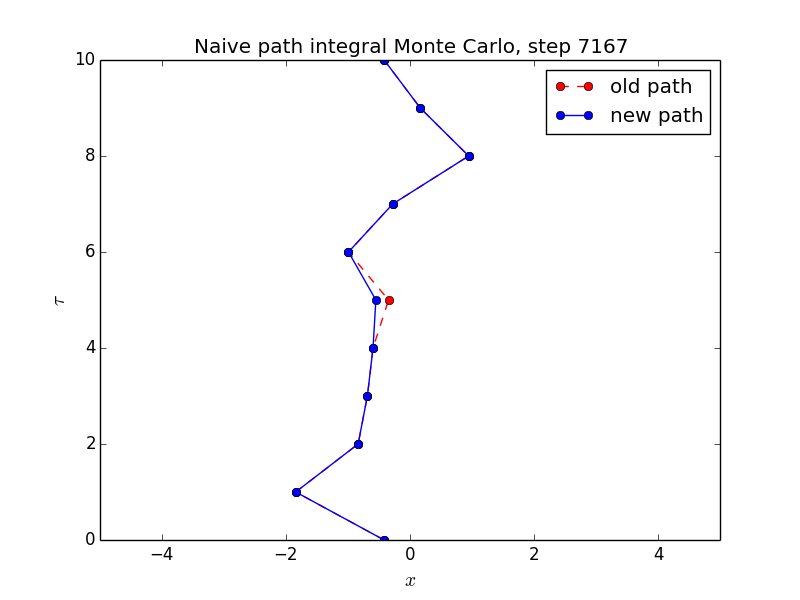 Naive path integral Monte Carlo, step 7167
10
8
6
4
2
0
τ
old path
new path
−4 −2 0 2 4
x